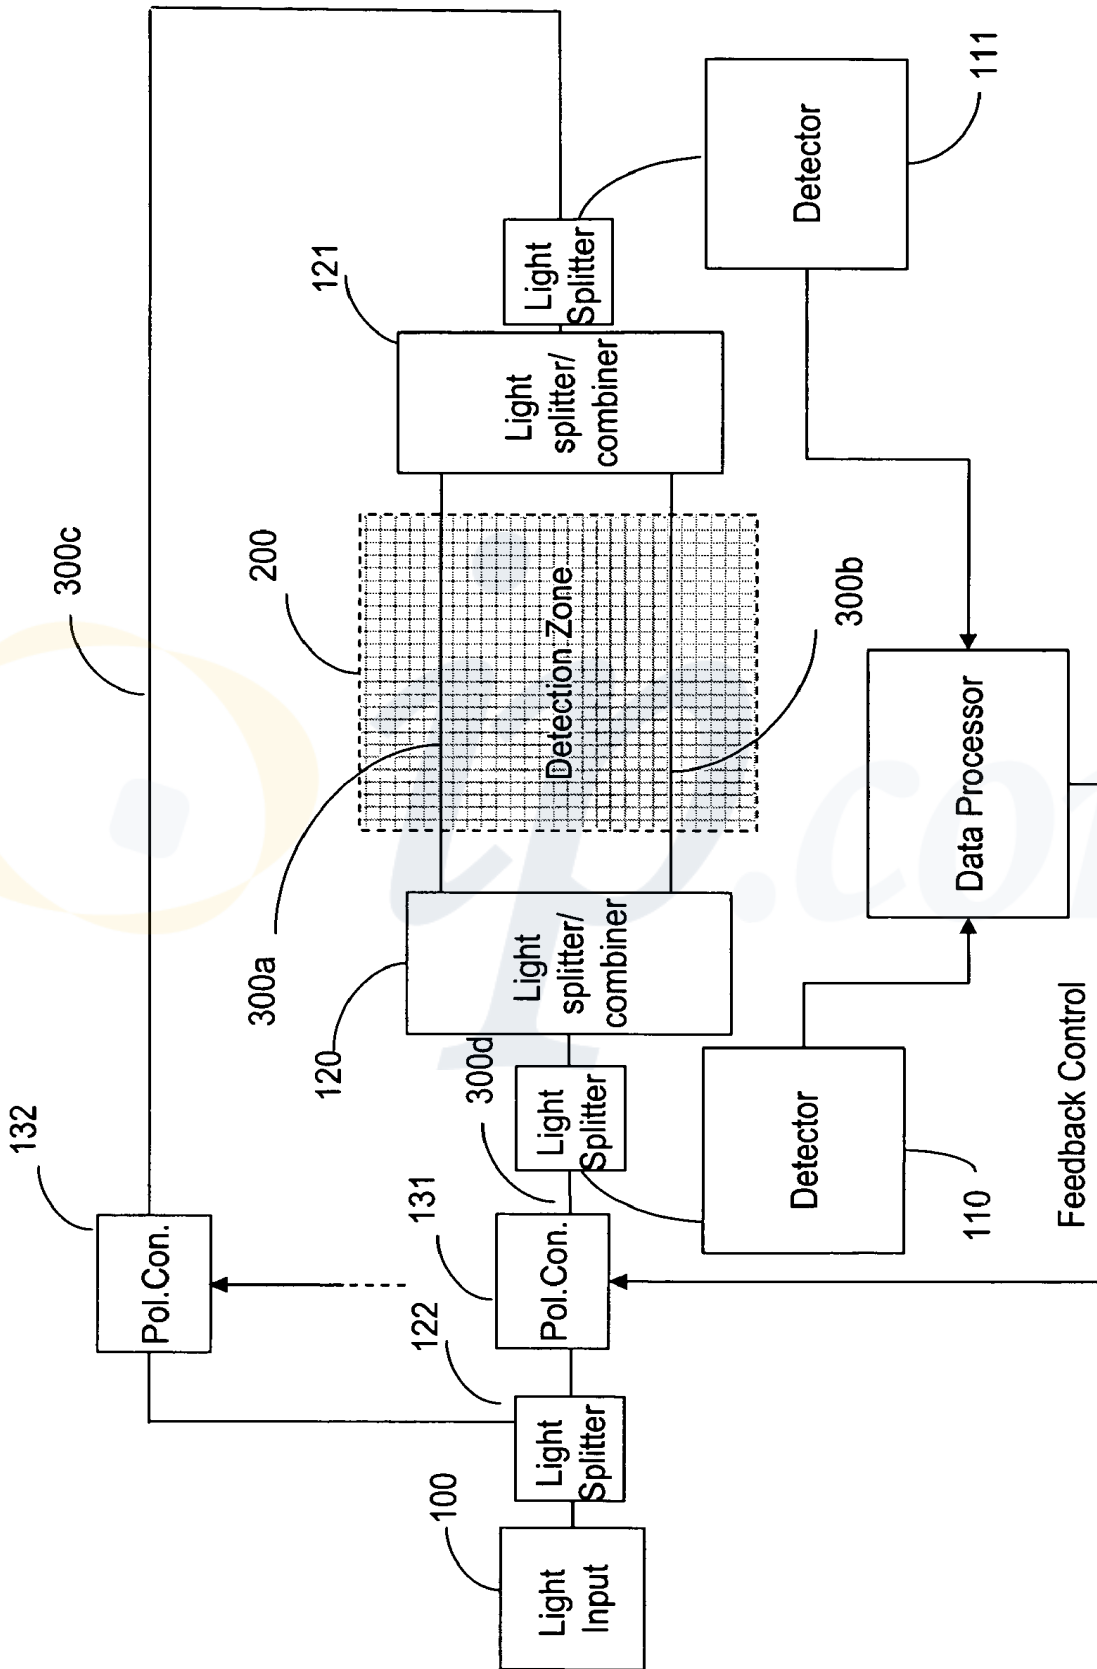 300c
111
Detector
Light
Splitter
121
Light
splitter/
combiner
200
Detection Zone
300b
300a
Light
splitter/
combiner
120
Data Processor
300d
Light
Splitter
Detector
110
Feedback Control
132
Pol.Con.
131
Pol.Con.
122
Light
Splitter
100
Light
Input
ip.com